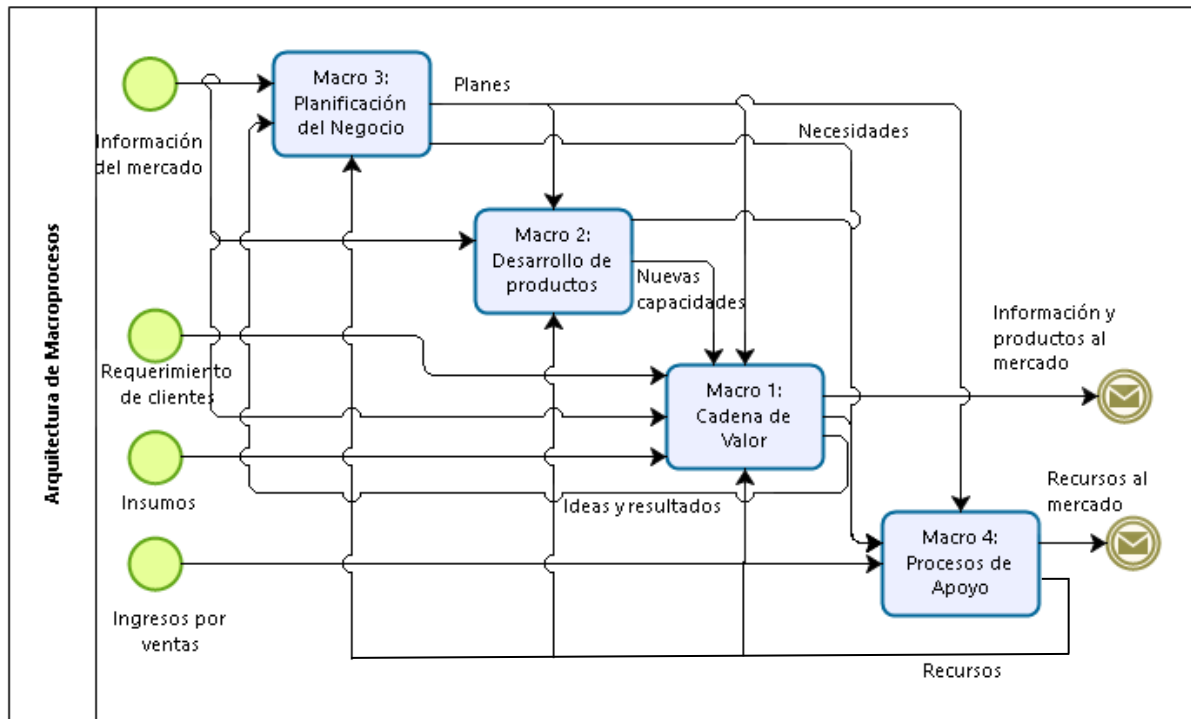 Arquitectura de Macroprocesos
Información
del mercado
Macro 3:
Planificación
del Negocio
Planes
Necesidades
Macro 2:
Desarrollo de
productos
Nuevas
capacidades
Requerimiento
de clientes
Macro 1:
Cadena de
Valor
Información y
productos al
mercado
Insumos
Ideas y resultados
Recursos al
mercado
Macro 4:
Procesos de
Apoyo
Ingresos por
ventas
Recursos